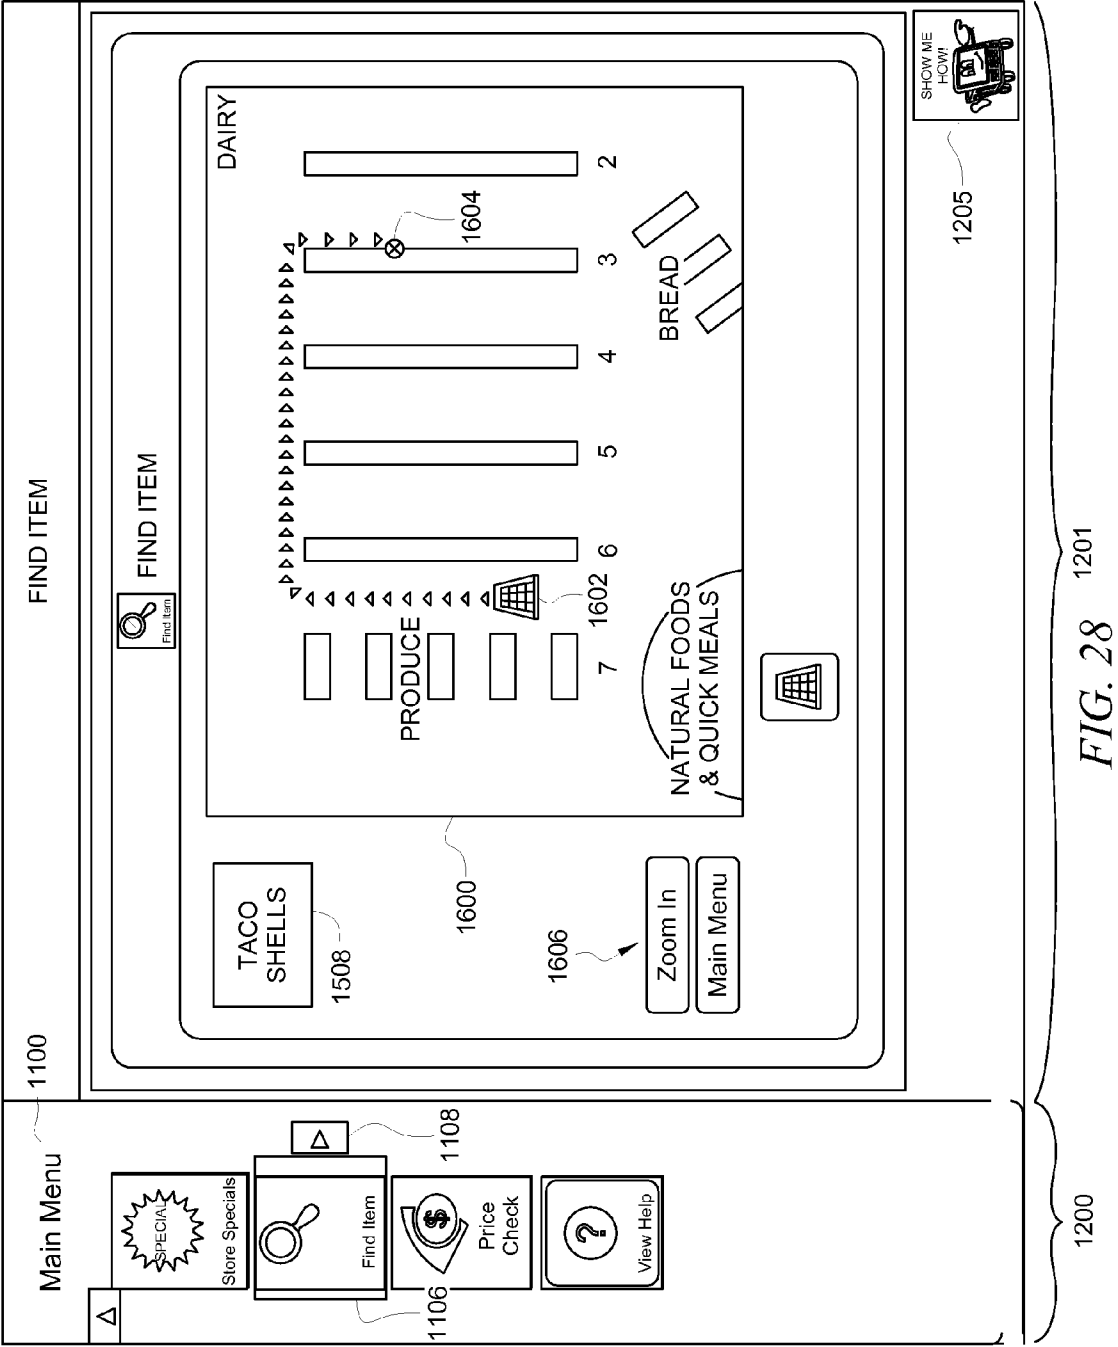 Main Menu
1100
FIND ITEM
SPECIAL
Store Specials
Find Item
1106
1108
Price
Check
?
View Help
Find Item
FIND ITEM
TACO
SHELLS
1508
1600
1606
Zoom In
Main Menu
DAIRY
PRODUCE
7
6
5
4
3
2
1602
1604
NATURAL FOODS
& QUICK MEALS
BREAD
SHOW ME
HOW!
1205
1200
1201
FIG. 28